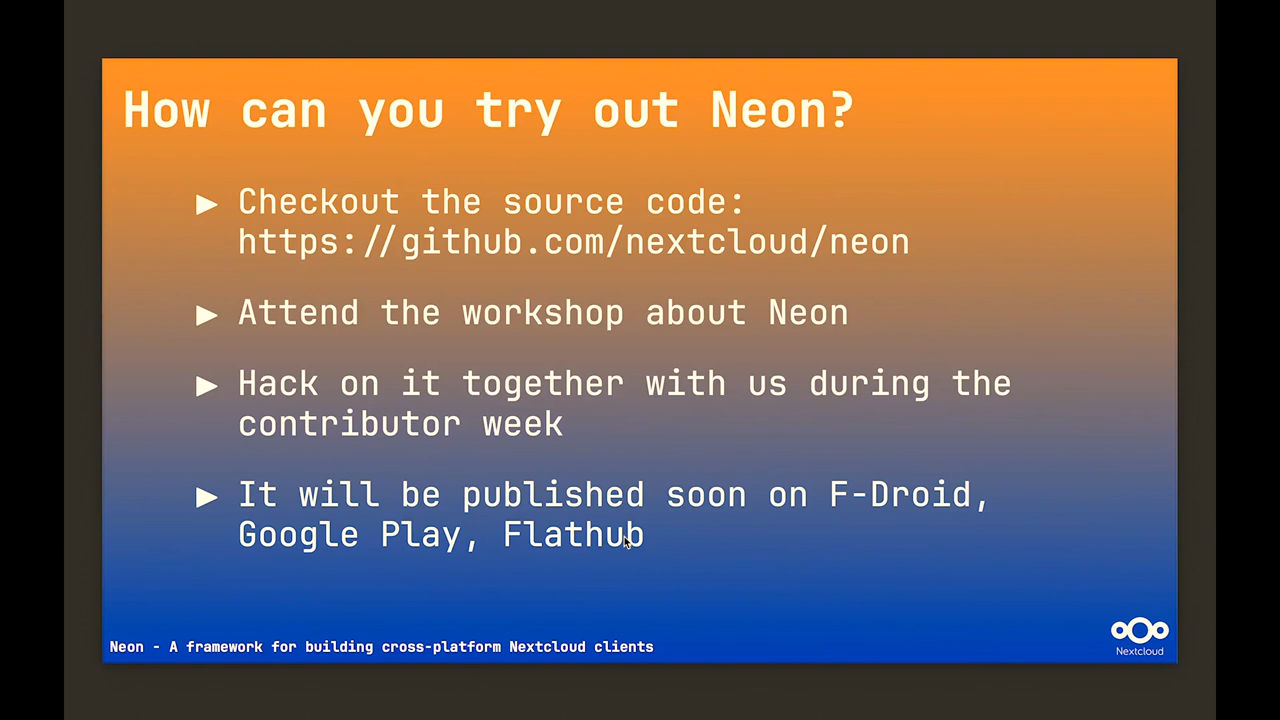 How can you try out Neon?
▶ Checkout the source code:
https://github.com/nextcloud/neon
▶ Attend the workshop about Neon
▶ Hack on it together with us during the
contributor week
▶ It will be published soon on F-Droid,
Google Play, Flathub
Neon - A framework for building cross-platform Nextcloud clients
Nextcloud